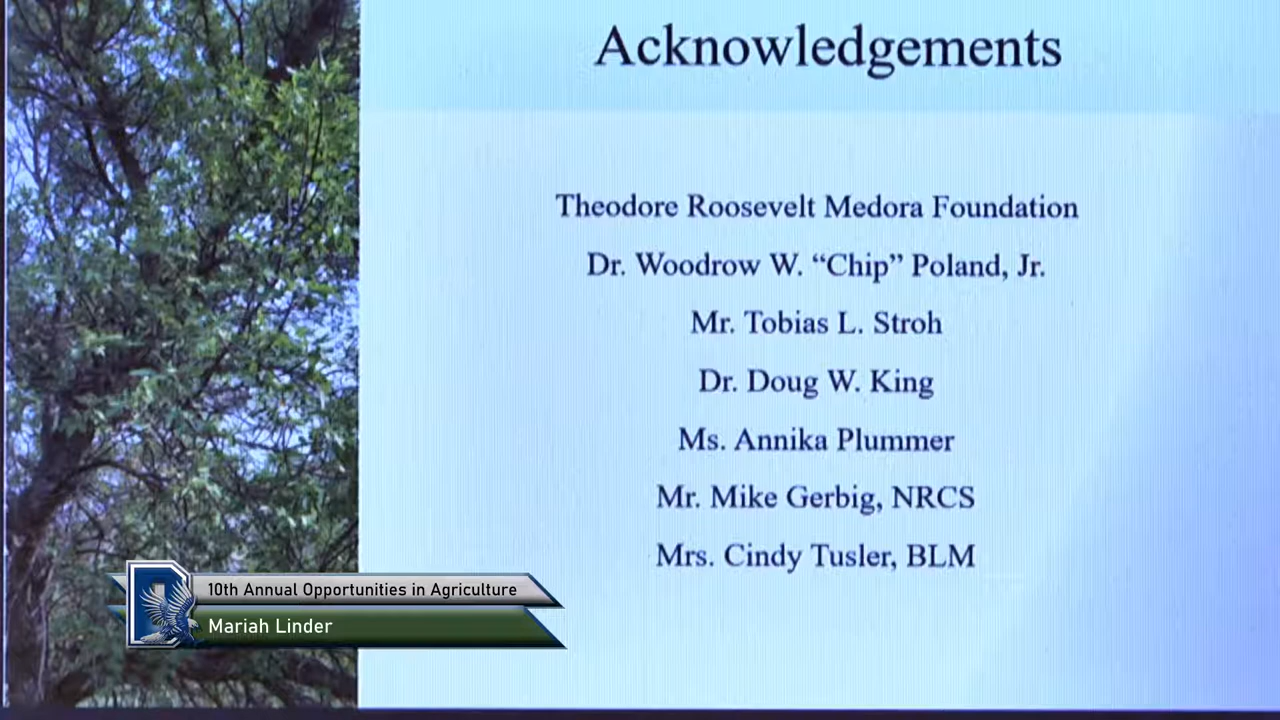 Acknowledgements
Theodore Roosevelt Medora Foundation
Dr. Woodrow W. “Chip” Poland, Jr.
Mr. Tobias L. Stroh
Dr. Doug W. King
Ms. Annika Plummer
Mr. Mike Gerbig, NRCS
Mrs. Cindy Tusler, BLM
10th Annual Opportunities in Agriculture
Mariah Linder